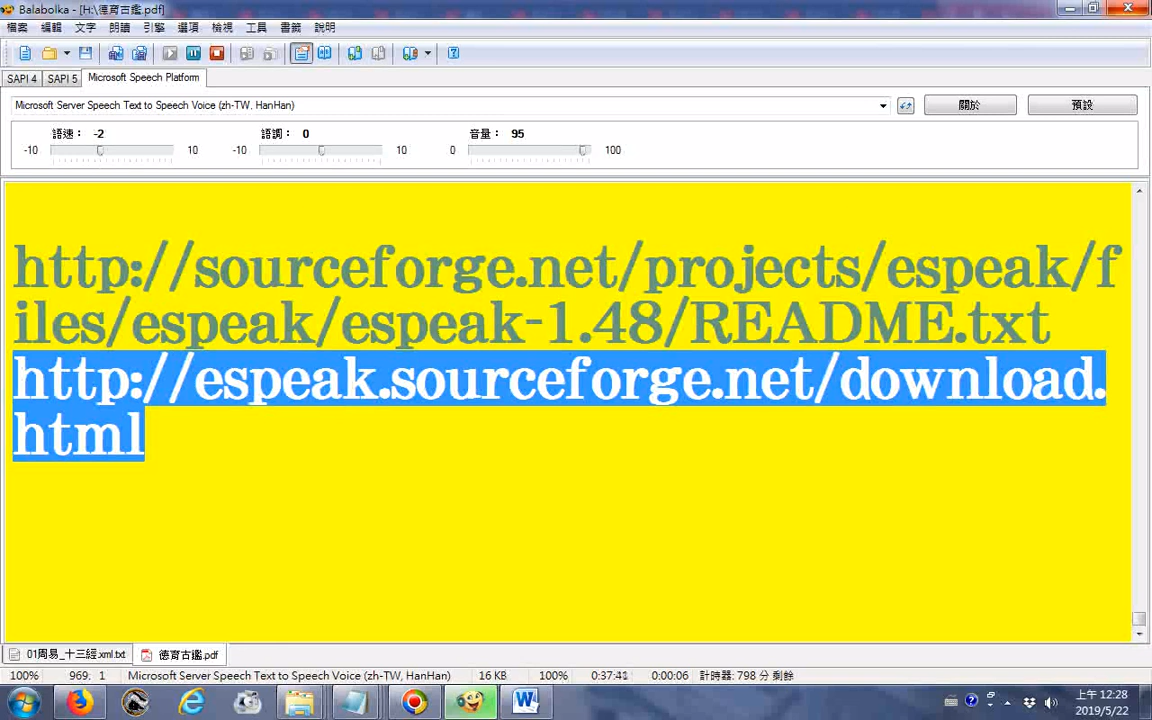 Balabolka - [H:\德育古鑑.pdf]
檔案 編輯 文字 朗讀 引擎 選項 檢視 工具 書籤 說明
SAPI 4 SAPI 5 Microsoft Speech Platform
Microsoft Server Speech Text to Speech Voice (zh-TW, HanHan) 關於 預設
語速： -2 語調： 0 音量： 95
-10 10 -10 10 0 100
http://sourceforge.net/projects/espeak/f
iles/espeak/espeak-1.48/README.txt
http://espeak.sourceforge.net/download.
html
01周易_十三經.xml.txt 德育古鑑.pdf
100% 969: 1 Microsoft Server Speech Text to Speech Voice (zh-TW, HanHan) 16 KB 100% 0:37:41 0:00:06 計時器: 798 分 剩餘
上午 12:28
2019/5/22